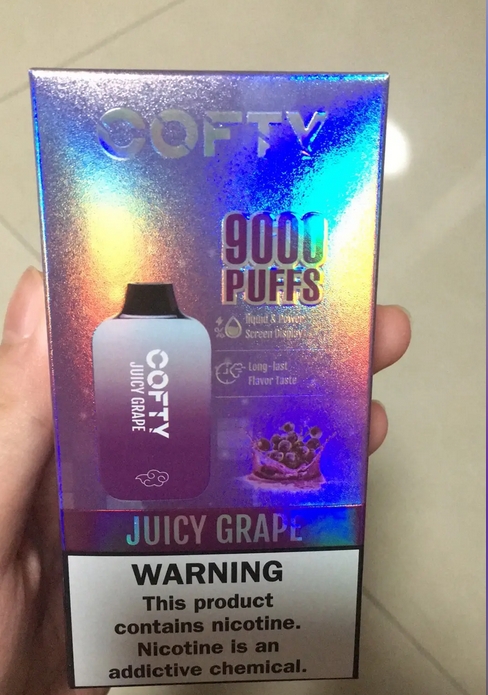 COFTY
9000
PUFFS
Liquid & Power
Screen Display
Long-last
Flavor Taste
COFTY
JUICY GRAPE
JUICY GRAPE
WARNING
This product
contains nicotine.
Nicotine is an
addictive chemical.